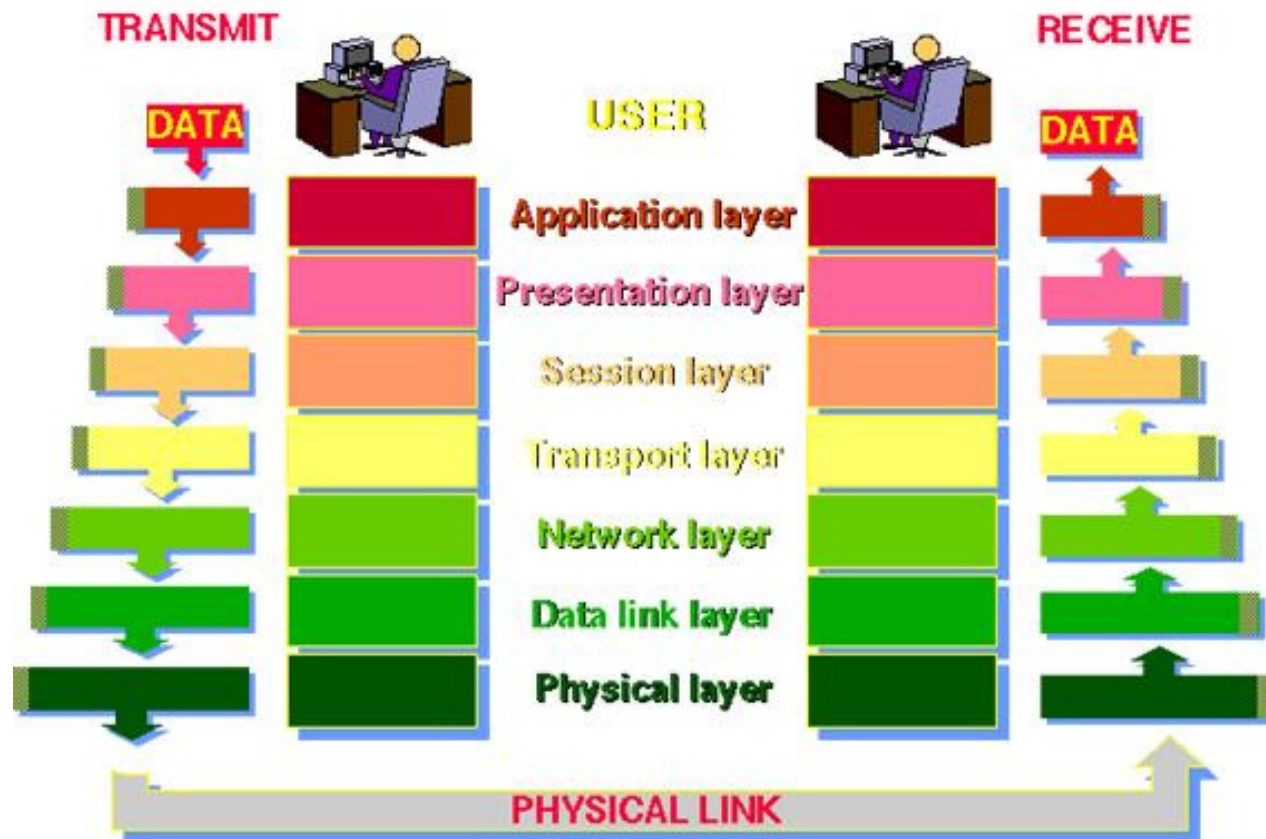 TRANSMIT
RECEIVE
DATA
USER
DATA
Application layer
Presentation layer
Session layer
Transport layer
Network layer
Data link layer
Physical layer
PHYSICAL LINK